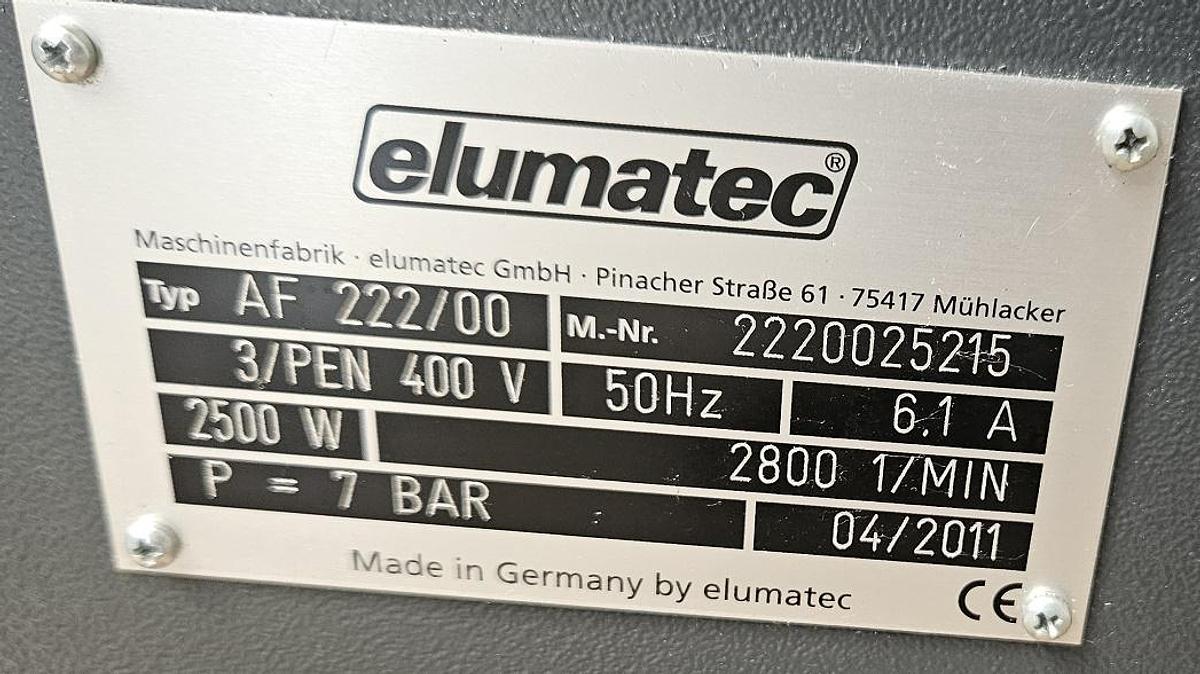 elumatec®
Maschinenfabrik · elumatec GmbH · Pinacher Straße 61 · 75417 Mühlacker
Typ AF 222/00 M.-Nr. 2220025215
3/PEN 400 V 50Hz 6.1 A
2500 W 2800 1/MIN
P = 7 BAR 04/2011
Made in Germany by elumatec CE